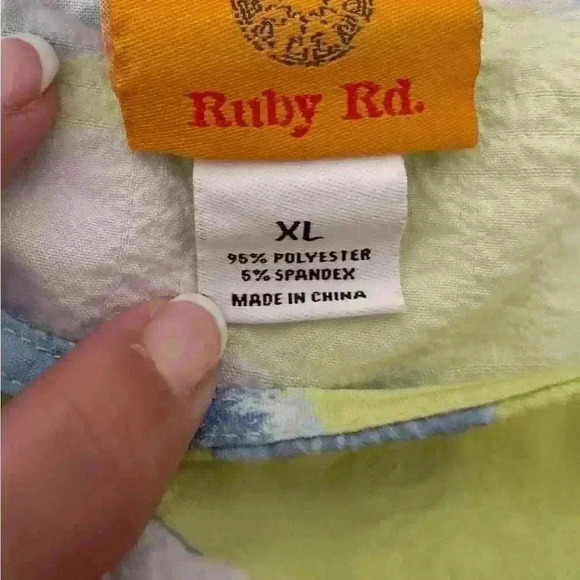 Ruby Rd.
XL
95% POLYESTER
5% SPANDEX
MADE IN CHINA